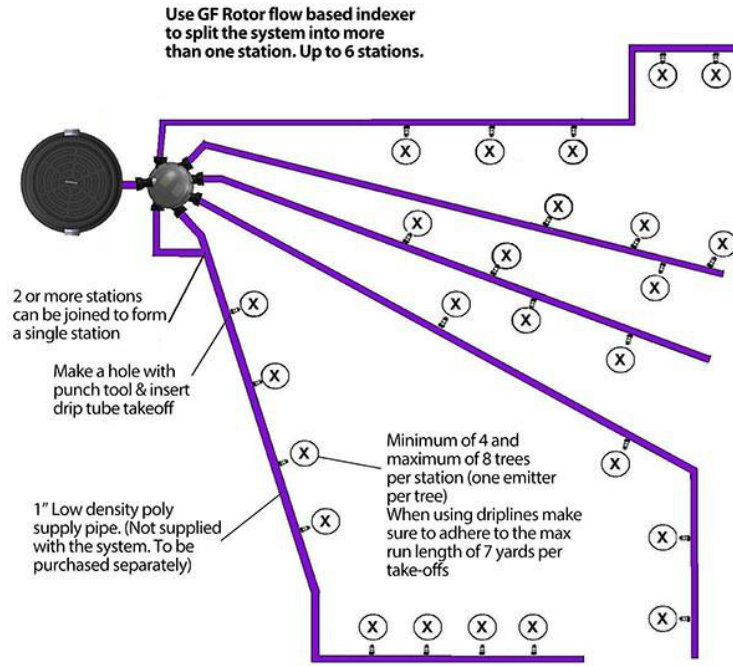 Use GF Rotor flow based indexer
to split the system into more
than one station. Up to 6 stations.
X X
X X X
X
X X
X
X
X
2 or more stations
can be joined to form
a single station
X
X
X
Make a hole with
punch tool & insert
drip tube takeoff
X
X
Minimum of 4 and
maximum of 8 trees
per station (one emitter
per tree)
When using driplines make
sure to adhere to the max
run length of 7 yards per
take-offs
X
X
1" Low density poly
supply pipe. (Not supplied
with the system. To be
purchased separately)
X
X
X
X X X X